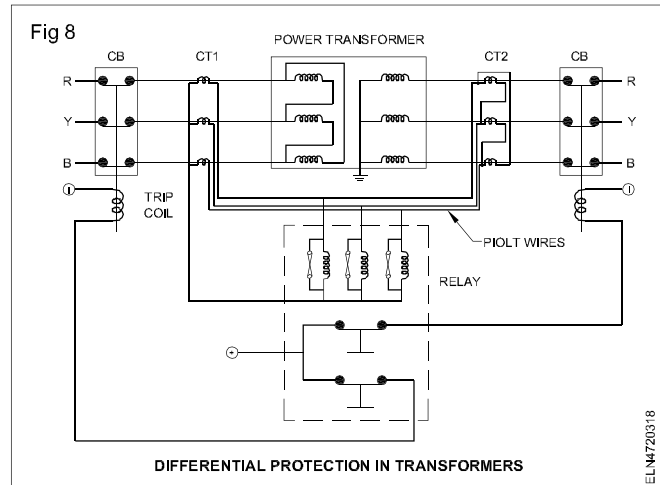 Fig 8
POWER TRANSFORMER
CB
CT1
CT2
CB
R
R
Y
Y
B
B
TRIP
COIL
PIOLT WIRES
RELAY
DIFFERENTIAL PROTECTION IN TRANSFORMERS
ELN4720318